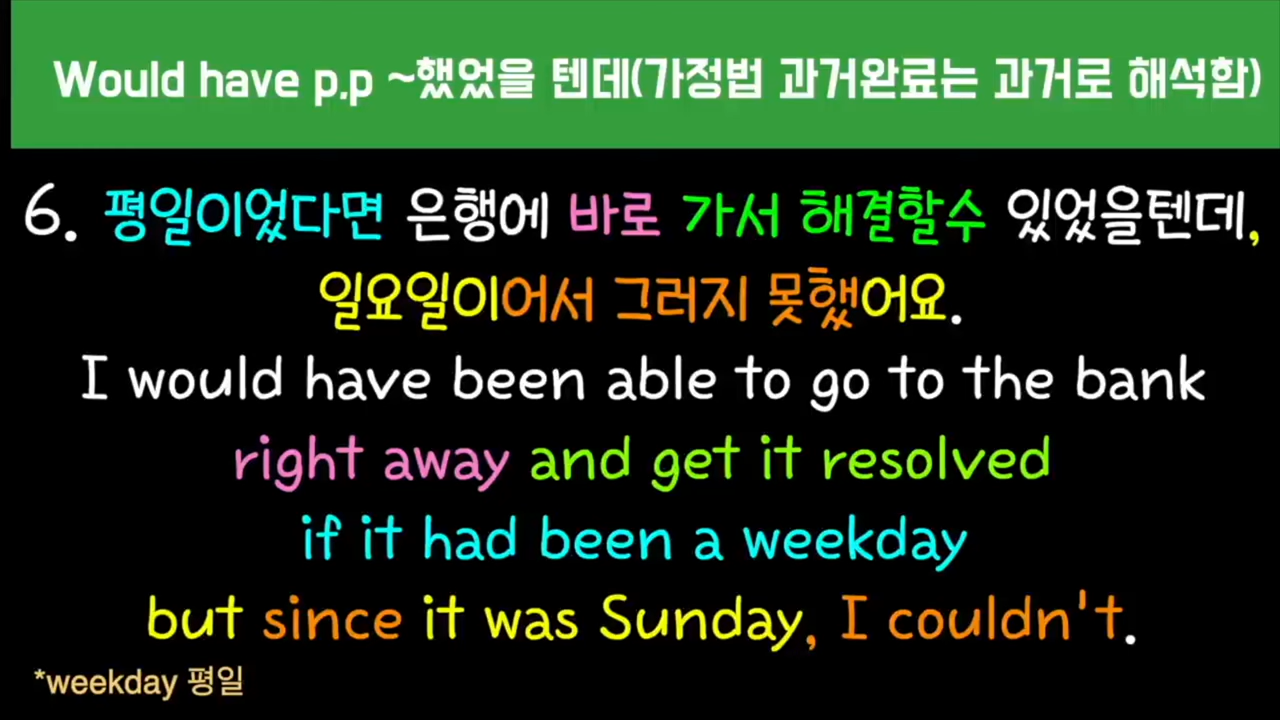 Would have p.p ~했었을 텐데(가정법 과거완료는 과거로 해석함)
6. 평일이었다면 은행에 바로 가서 해결할수 있었을텐데,
일요일이어서 그러지 못했어요.
I would have been able to go to the bank
right away and get it resolved
if it had been a weekday
but since it was Sunday, I couldn't.
*weekday 평일